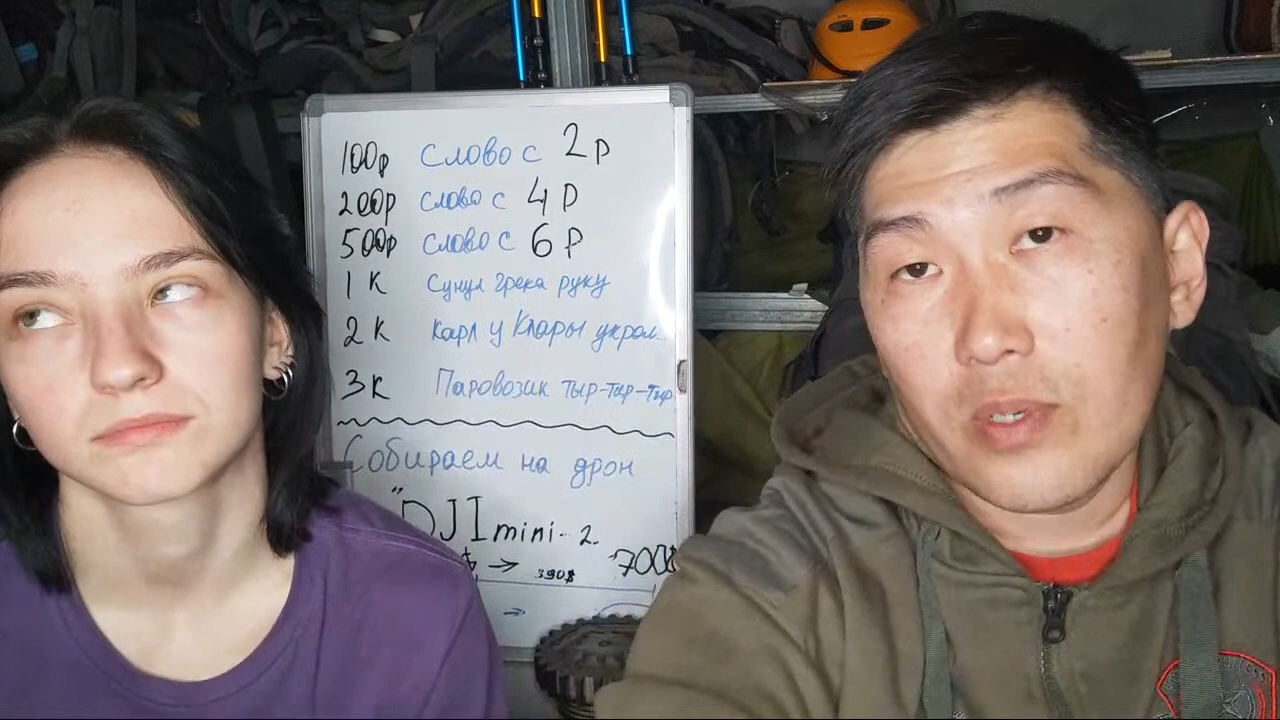 100р слово с 2 Р
200р слово с 4 Р
500р слово с 6 Р
1 К Сунул грека руку
2 К Карл у Клары украл..
3 К Паровозик тыр-тыр-тыр
Собираем на дрон
"DJI mini-2.
$ → 390$ 700$
→